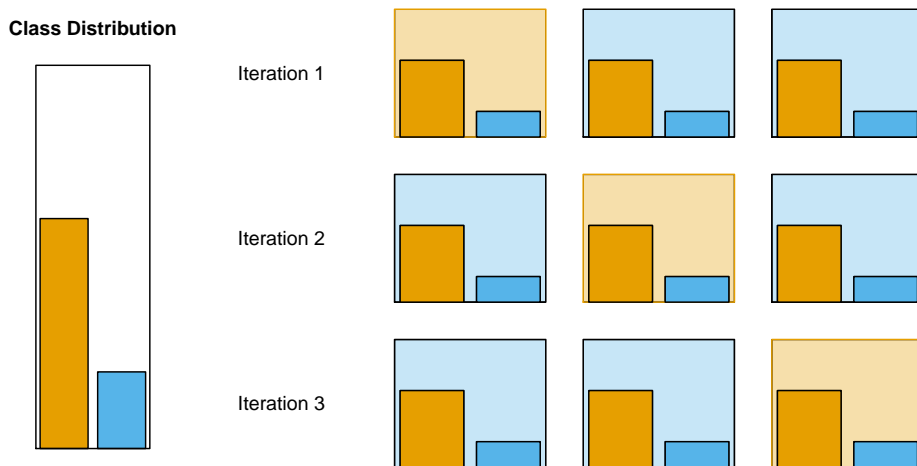 Class Distribution
Iteration 1
Iteration 2
Iteration 3